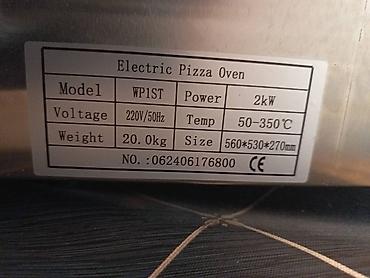 Electric Pizza Oven
Model WP1ST Power 2kW
Voltage 220V/50Hz Temp 50-350℃
Weight 20.0kg Size 560*530*270mm
NO.:062406176800 CE